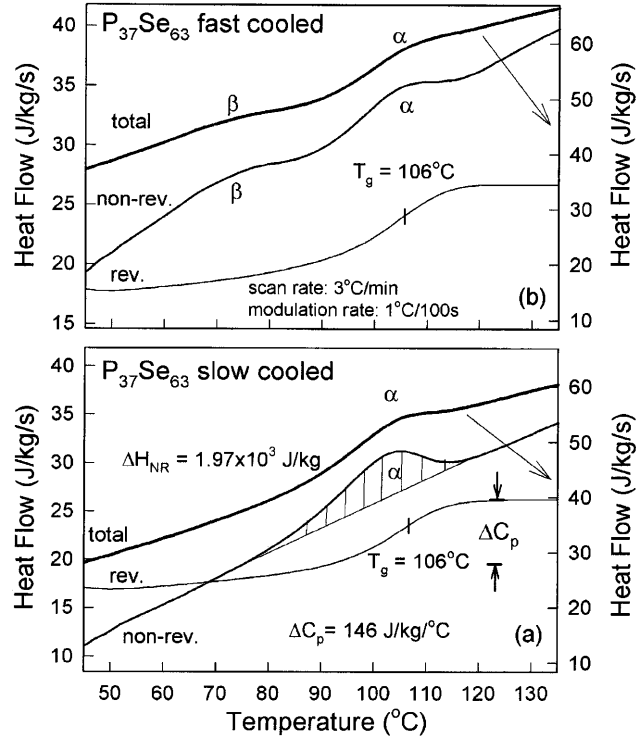 P37Se63 fast cooled
40
35
30
25
20
15
60
50
40
30
20
10
Heat Flow (J/kg/s)
Heat Flow (J/kg/s)
total
β
α
non-rev.
β
α
Tg = 106°C
rev.
scan rate: 3°C/min
modulation rate: 1°C/100s
(b)
P37Se63 slow cooled
40
35
30
25
20
15
10
60
50
40
30
20
10
Heat Flow (J/kg/s)
Heat Flow (J/kg/s)
α
ΔHNR = 1.97x10³ J/kg
α
total
rev.
ΔCp
Tg = 106°C
non-rev.
ΔCp= 146 J/kg/°C
(a)
50 60 70 80 90 100 110 120 130
Temperature (°C)